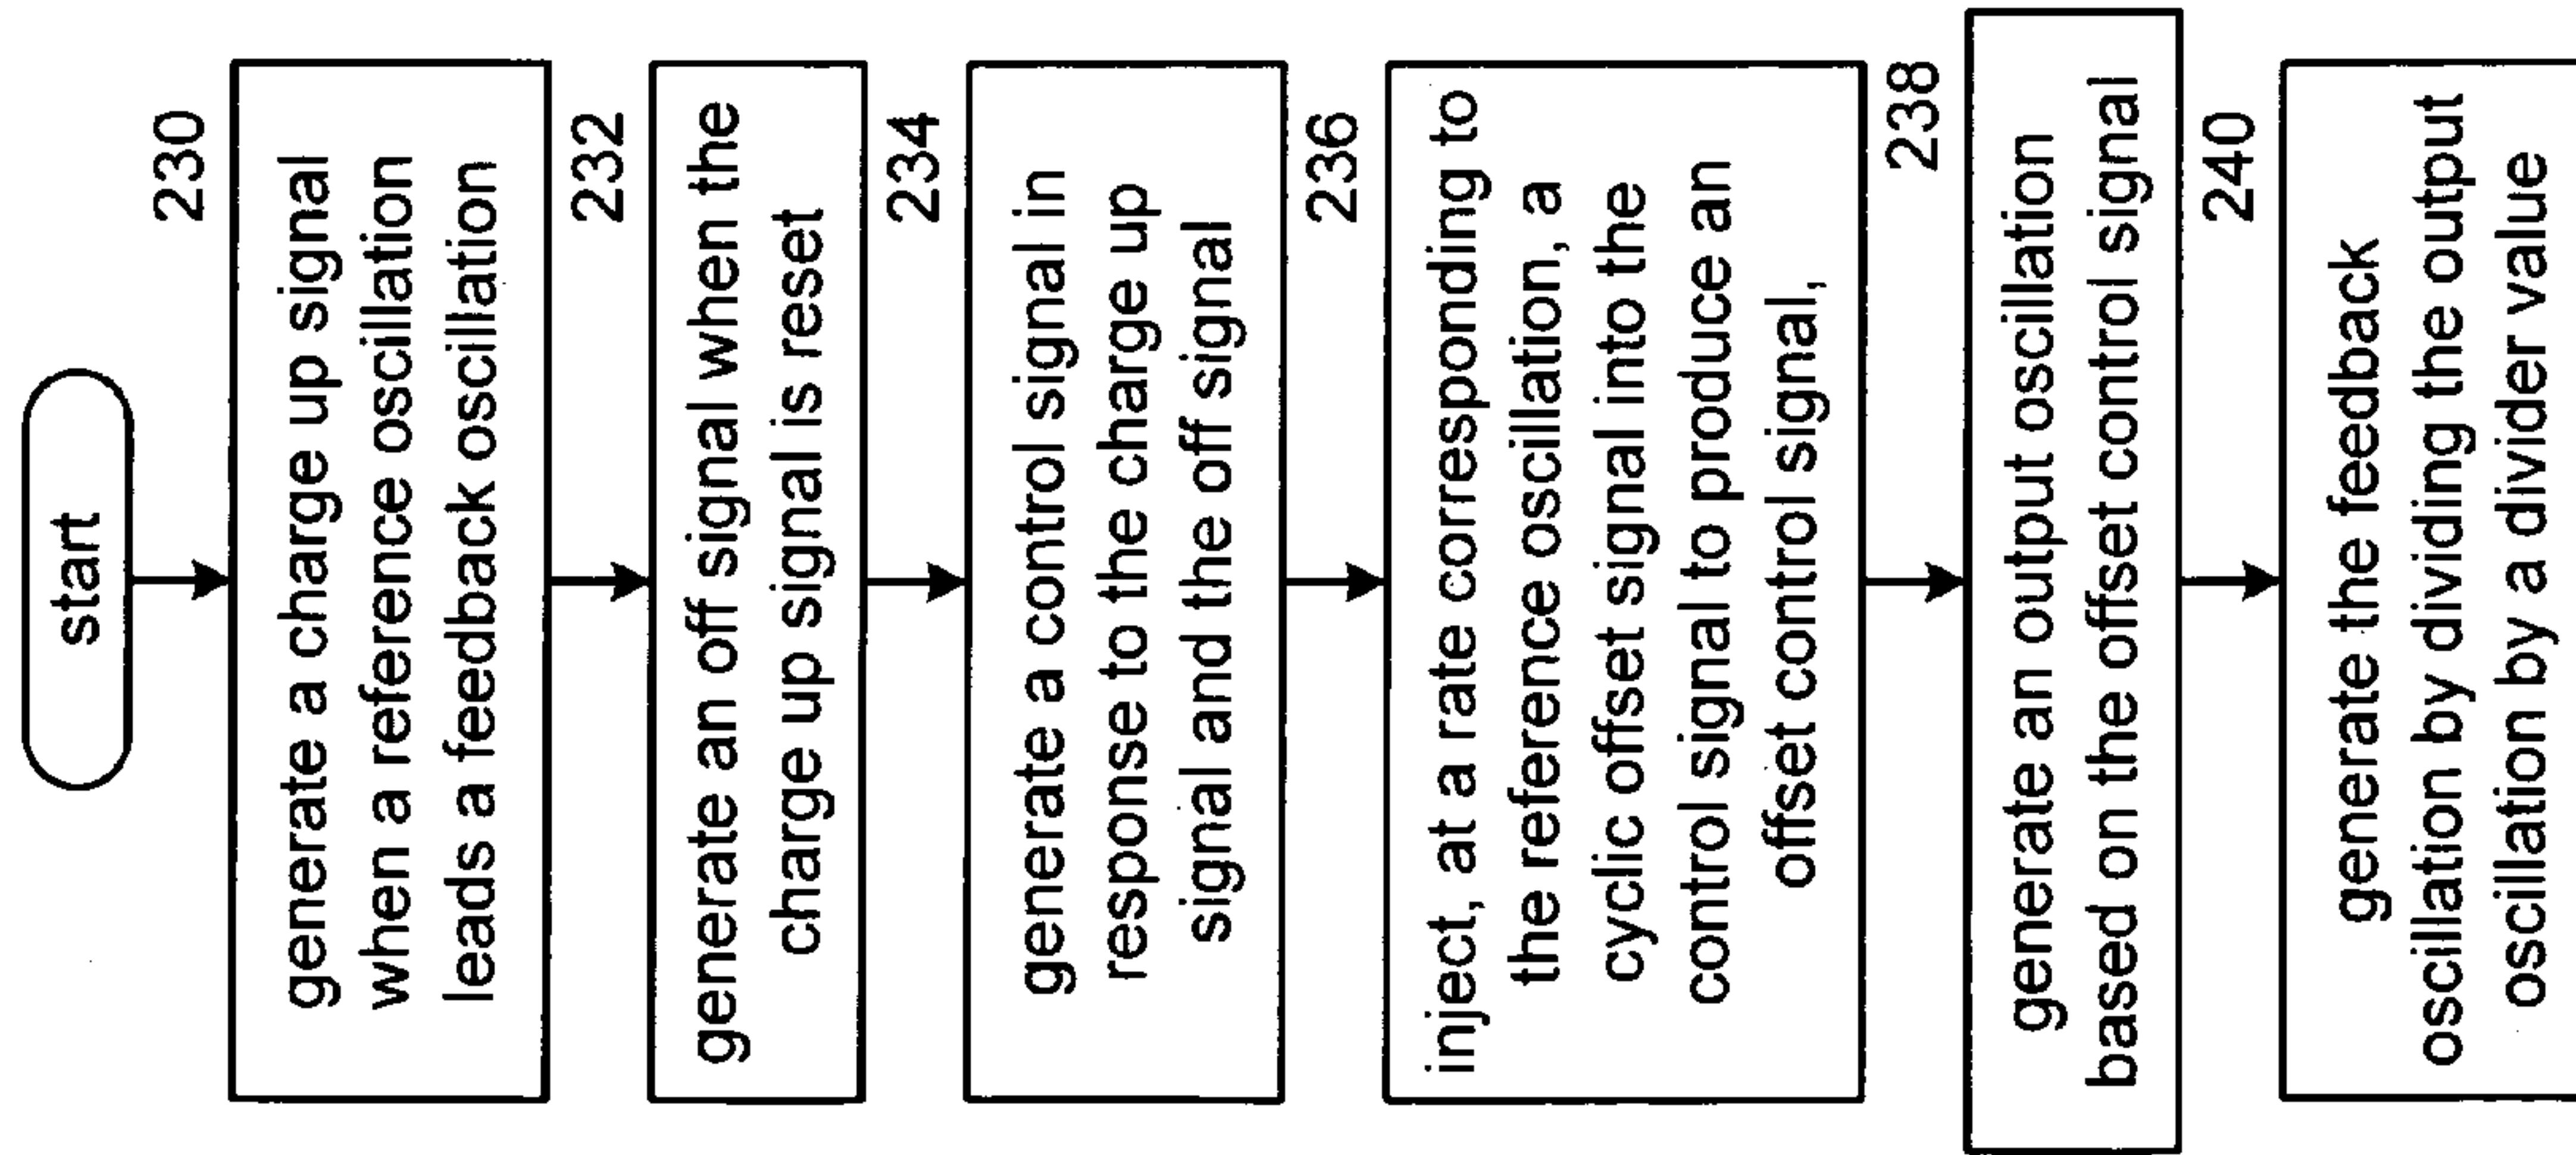 start
230
generate a charge up signal
when a reference oscillation
leads a feedback oscillation
232
generate an off signal when the
charge up signal is reset
234
generate a control signal in
response to the charge up
signal and the off signal
236
inject, at a rate corresponding to
the reference oscillation, a
cyclic offset signal into the
control signal to produce an
offset control signal,
238
generate an output oscillation
based on the offset control signal
240
generate the feedback
oscillation by dividing the output
oscillation by a divider value